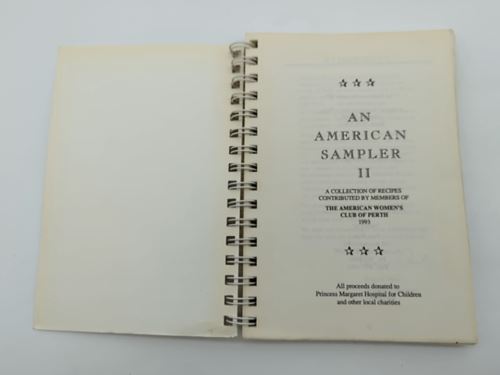 AN
AMERICAN
SAMPLER
II
A COLLECTION OF RECIPES
CONTRIBUTED BY MEMBERS OF
THE AMERICAN WOMEN'S
CLUB OF PERTH
1993
All proceeds donated to
Princess Margaret Hospital for Children
and other local charities